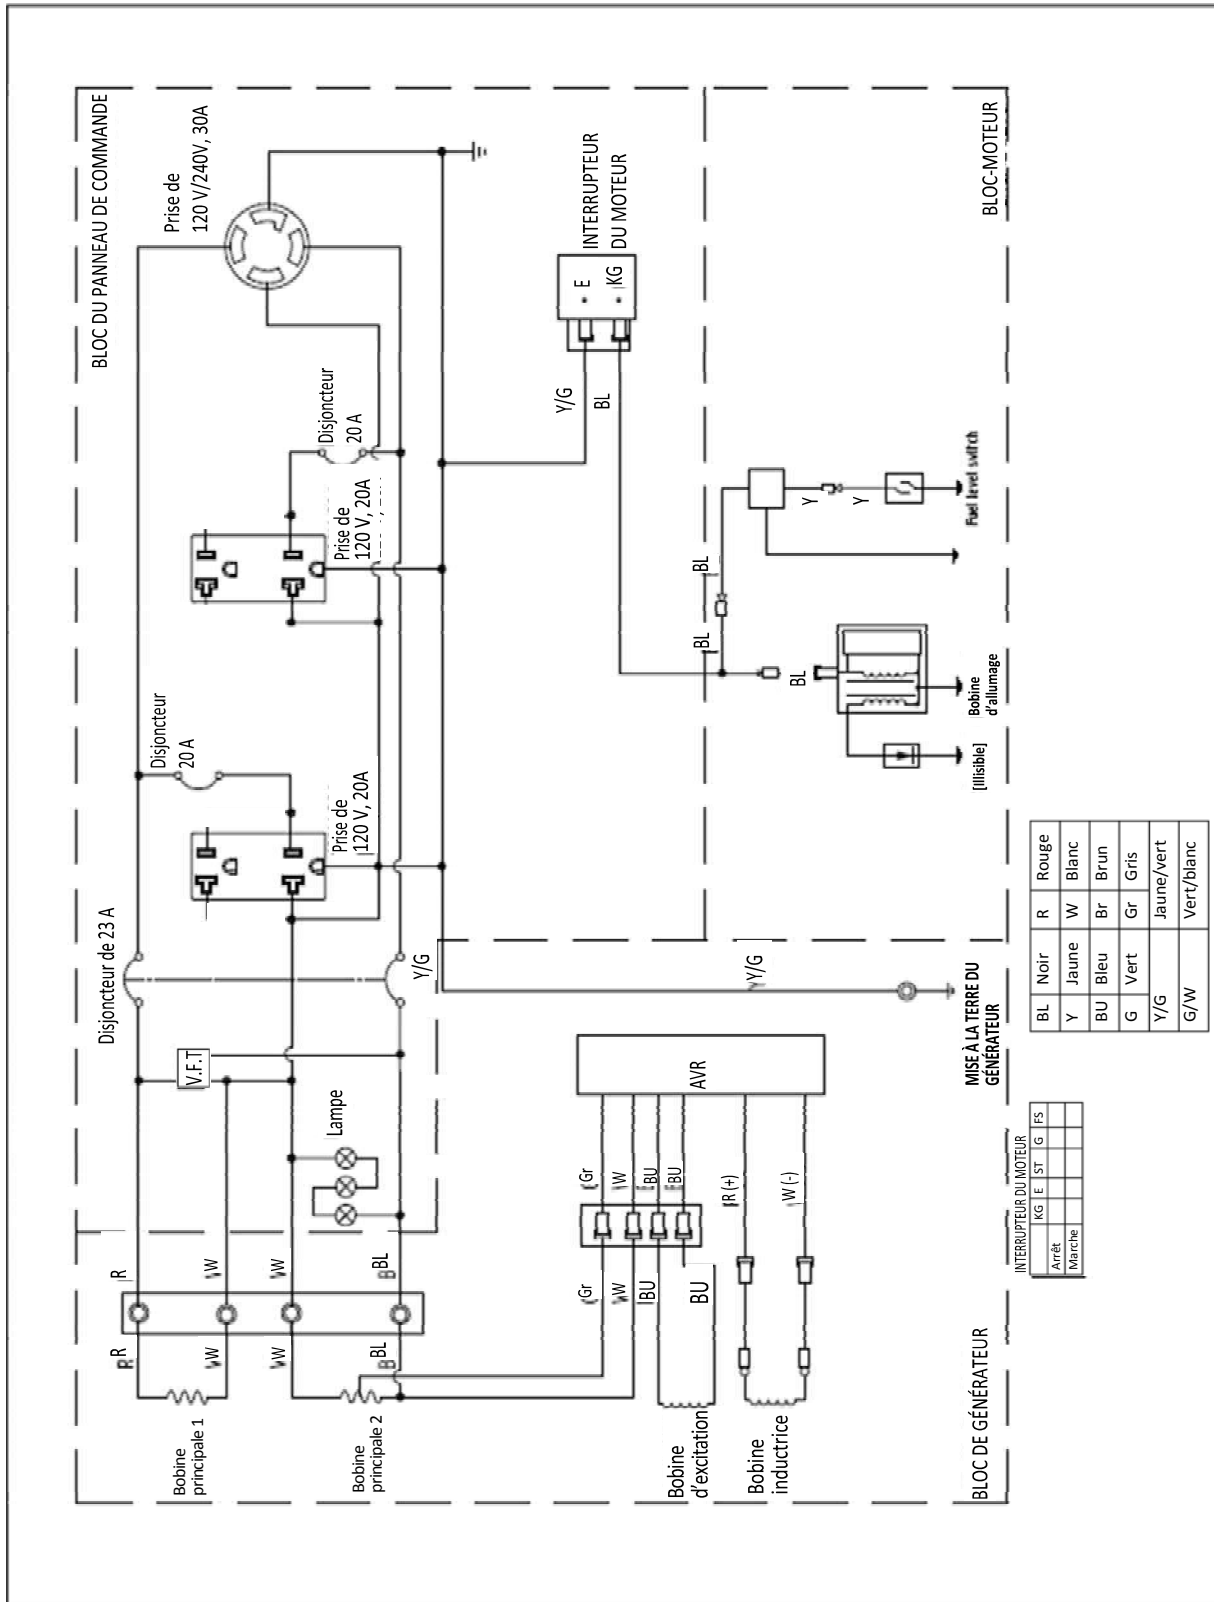 BLOC DU PANNEAU DE COMMANDE
Prise de
120 V/240V, 30A
Disjoncteur
20 A
Prise de
120 V, 20A
Disjoncteur
20 A
Prise de
120 V, 20A
Disjoncteur de 23 A
V.F.T
Lampe
Y/G
INTERRUPTEUR
DU MOTEUR
E
KG
Y/G
BL
BLOC-MOTEUR
BL
BL
BL
Y
Y
Fuel level switch
Bobine
d'allumage
[Illisible]
Y/G
MISE À LA TERRE DU
GÉNÉRATEUR
AVR
Gr
W
BU
BU
R (+)
W (-)
Gr
W
BU
BU
R
W
W
BL
R
W
W
BL
Bobine
principale 1
Bobine
principale 2
Bobine
d'excitation
Bobine
inductrice
BLOC DE GÉNÉRATEUR
INTERRUPTEUR DU MOTEUR
KG E ST G FS
Arrêt
Marche
BL Noir R Rouge
Y Jaune W Blanc
BU Bleu Br Brun
G Vert Gr Gris
Y/G Jaune/vert
G/W Vert/blanc